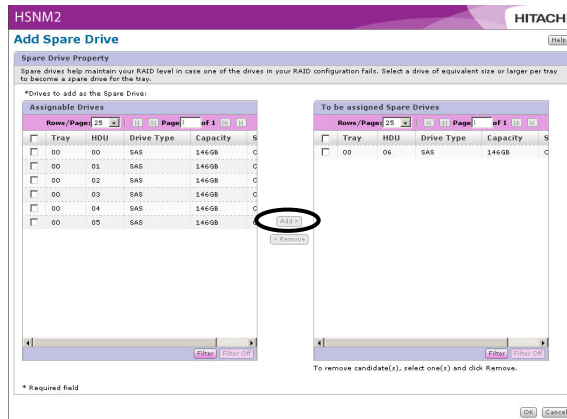 HSNM2
HITACHI
Add Spare Drive
Help
Spare Drive Property
Spare drives help maintain your RAID level in case one of the drives in your RAID configuration fails. Select a drive of equivalent size or larger per tray
to become a spare drive for the tray.
*Drives to add as the Spare Drive:
Assignable Drives
Rows/Page: 25 Page 1 of 1
Tray HDU Drive Type Capacity S
00 00 SAS 146GB C
00 01 SAS 146GB C
00 02 SAS 146GB C
00 03 SAS 146GB C
00 04 SAS 146GB C
00 05 SAS 146GB C
Filter Filter Off
Add >
< Remove
To be assigned Spare Drives
Rows/Page: 25 Page 1 of 1
Tray HDU Drive Type Capacity S
00 06 SAS 146GB C
Filter Filter Off
To remove candidate(s), select one(s) and click Remove.
* Required field
OK Cancel